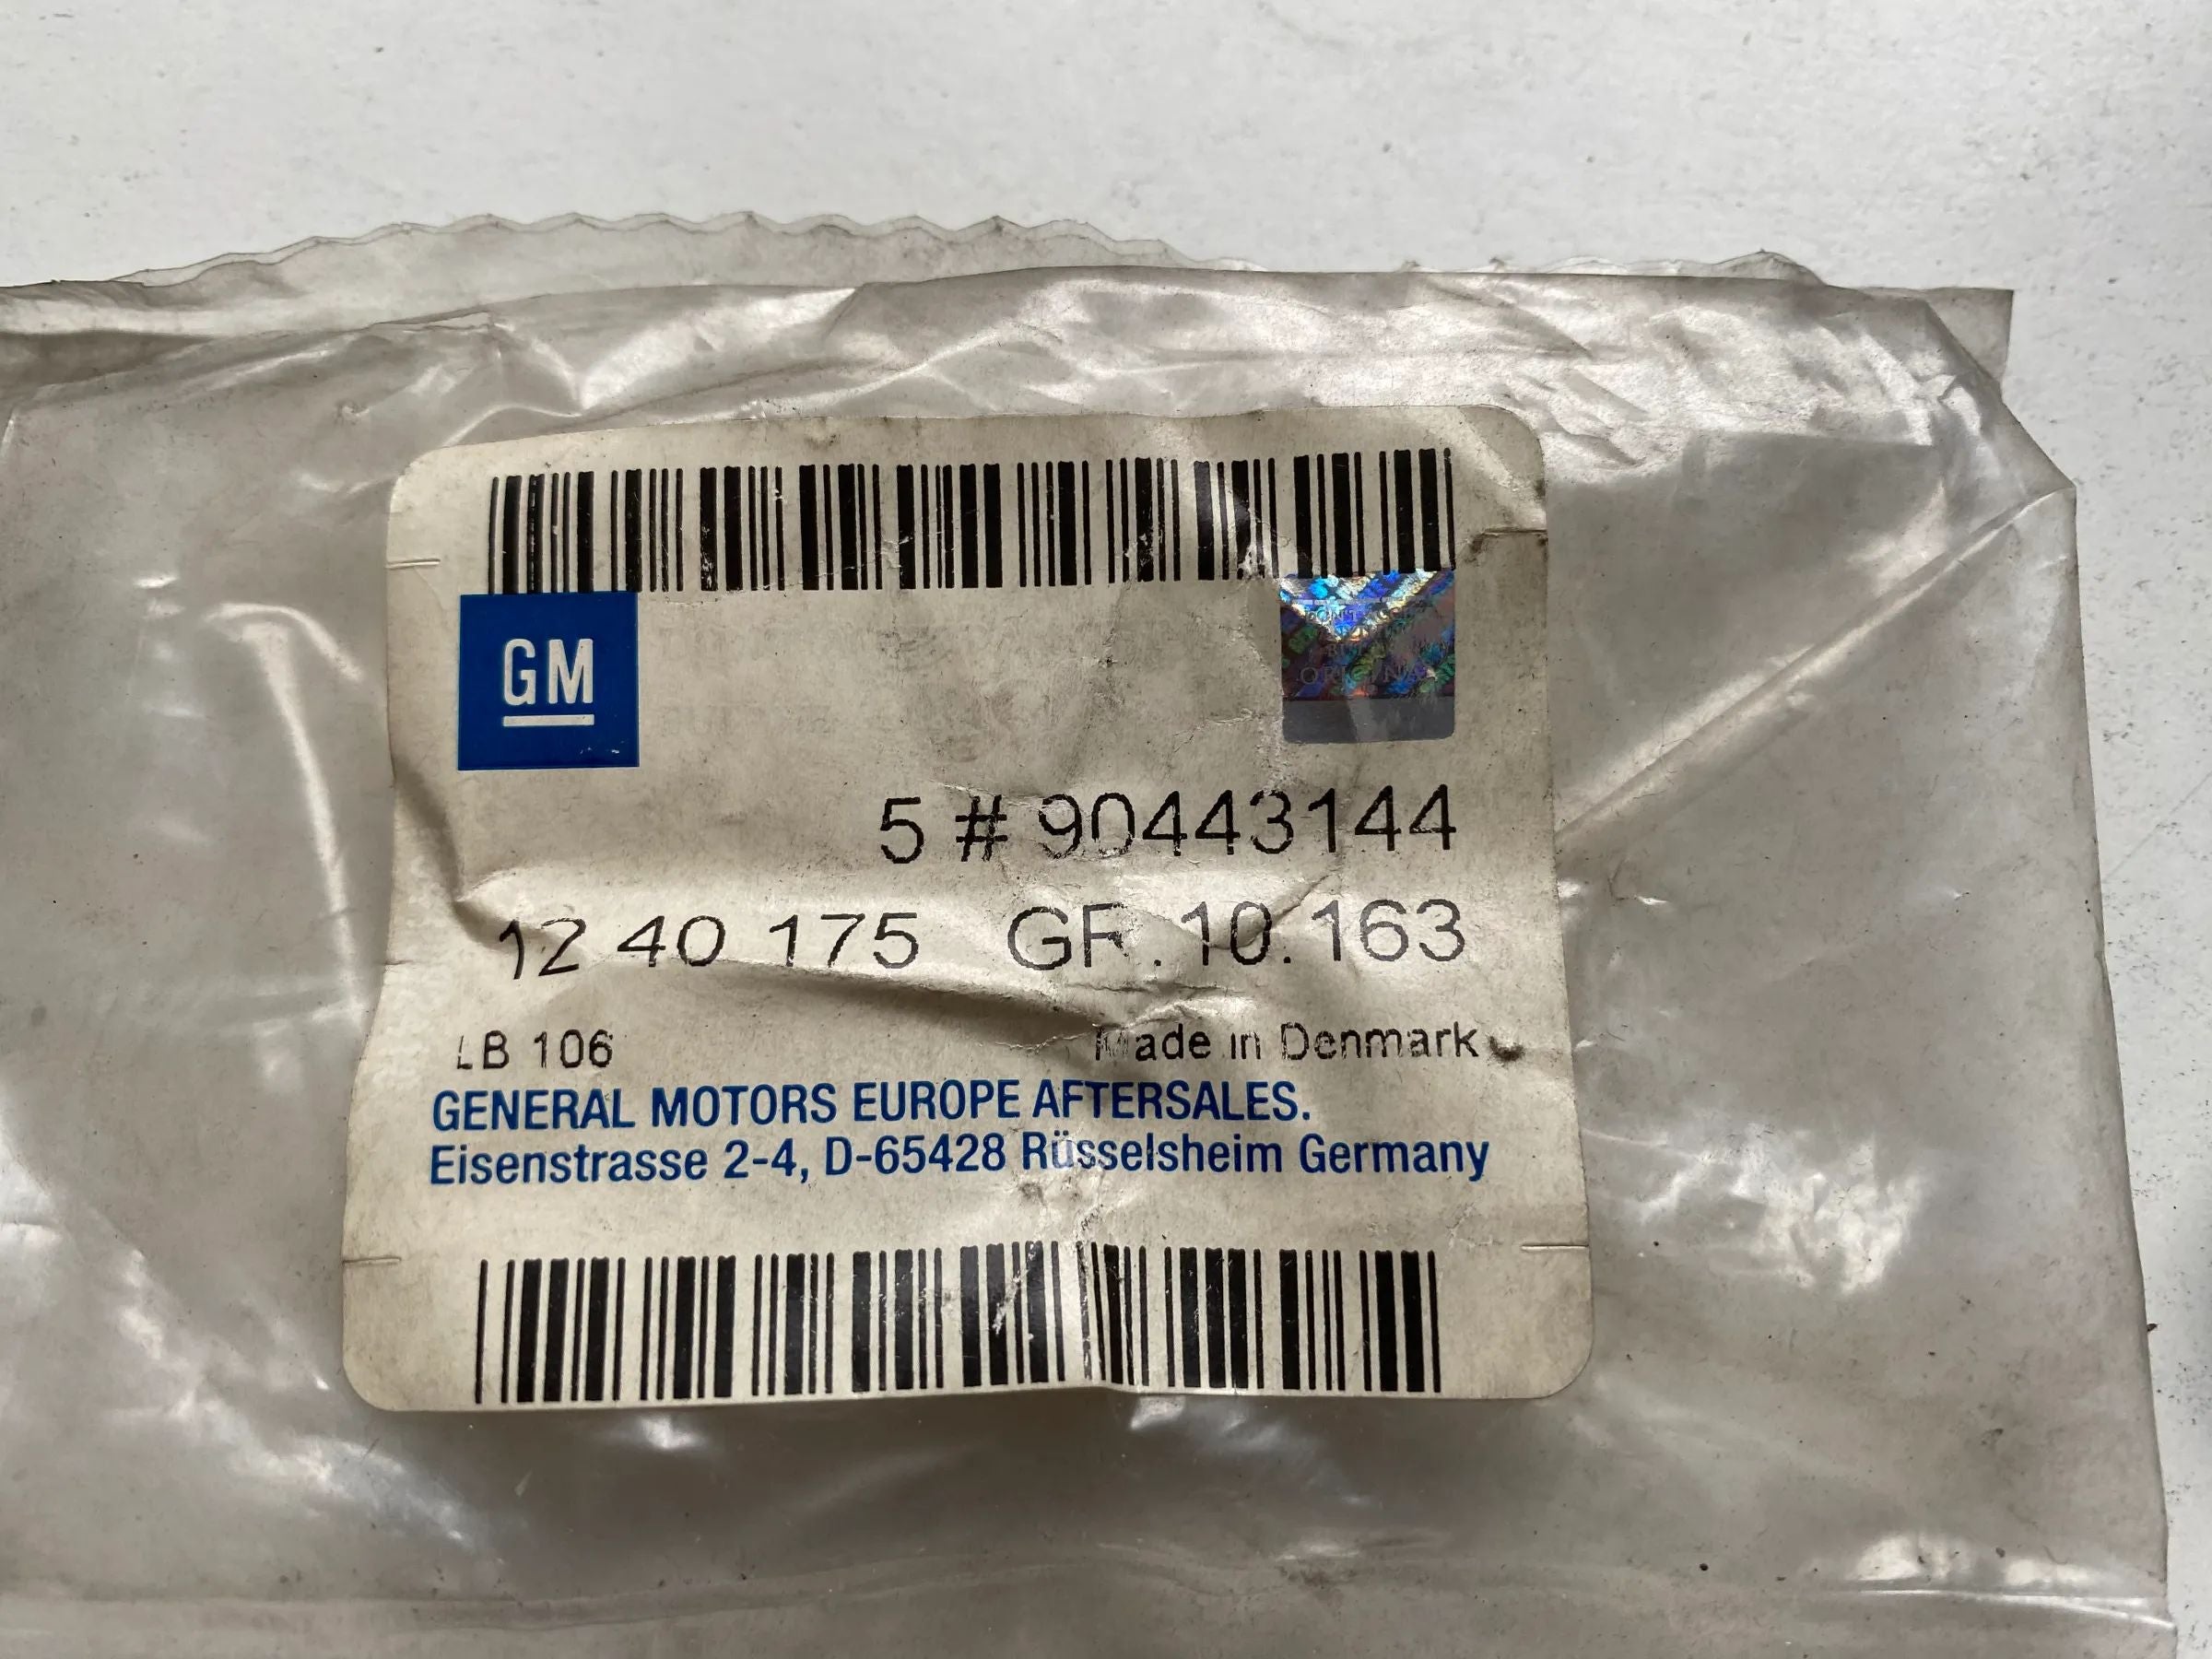 GM
ORIGINAL
5 # 90443144
12 40 175 GR. 10. 163
LB 106 Made in Denmark
GENERAL MOTORS EUROPE AFTERSALES.
Eisenstrasse 2-4, D-65428 Rüsselsheim Germany